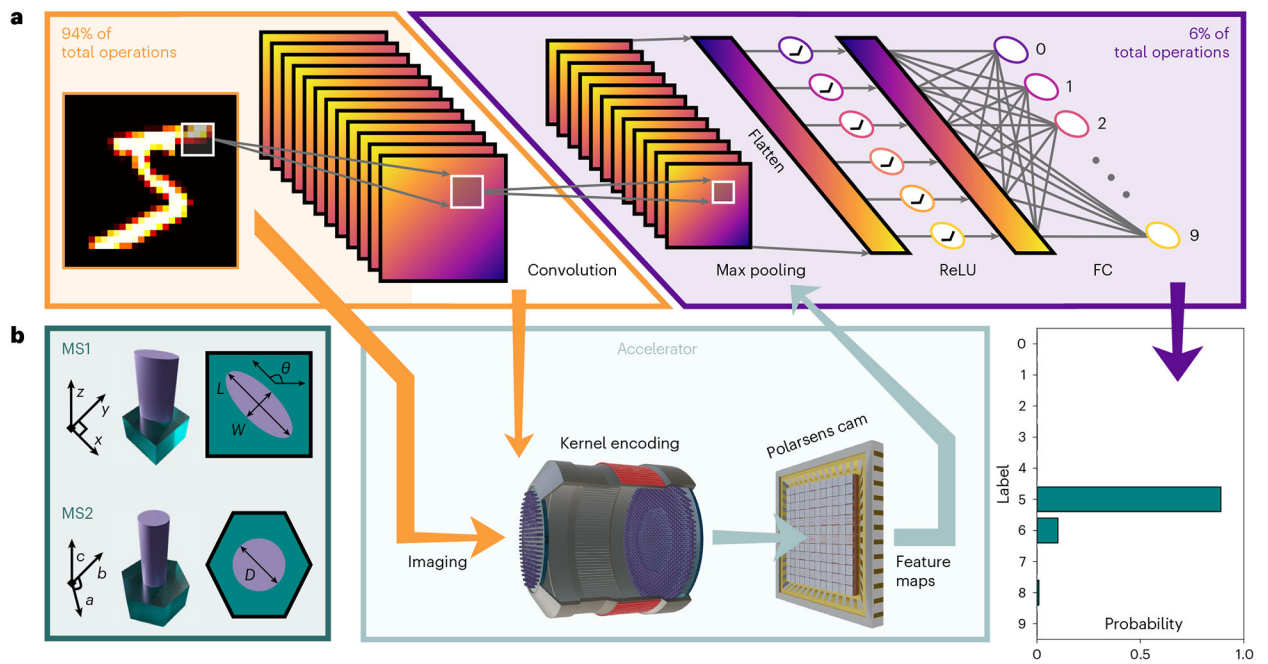 a
94% of
total operations
6% of
total operations
0
1
2
9
Flatten
Convolution
Max pooling
ReLU
FC
b
MS1
z
y
x
L
W
θ
MS2
c
b
a
D
Accelerator
Kernel encoding
Polarsens cam
Imaging
Feature
maps
Label
0
1
2
3
4
5
6
7
8
9
Probability
0
0.5
1.0